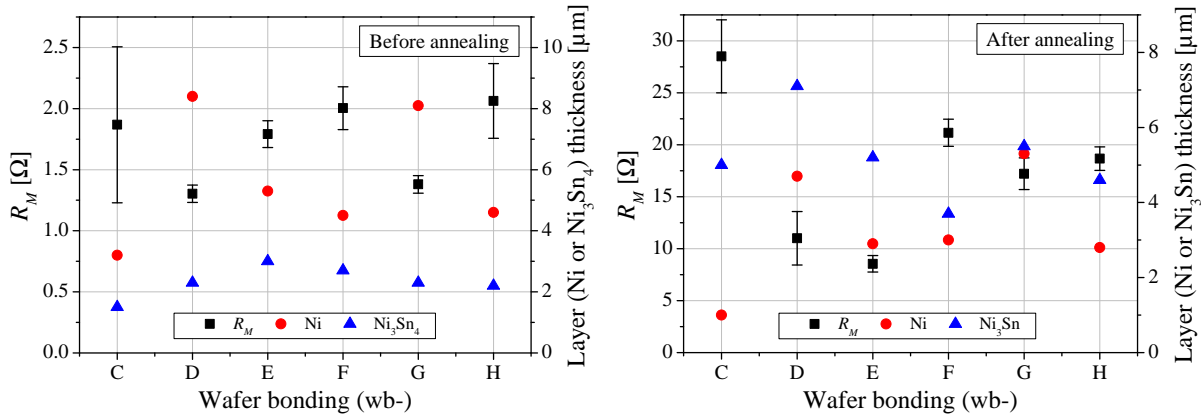 Before annealing
R_M [Ω]
2.5
2.0
1.5
1.0
0.5
0.0
10
8
6
4
2
0
Layer (Ni or Ni₃Sn₄) thickness [µm]
R_M Ni Ni₃Sn₄
C D E F G H
Wafer bonding (wb-)
After annealing
R_M [Ω]
30
25
20
15
10
5
0
8
6
4
2
0
Layer (Ni or Ni₃Sn) thickness [µm]
R_M Ni Ni₃Sn
C D E F G H
Wafer bonding (wb-)